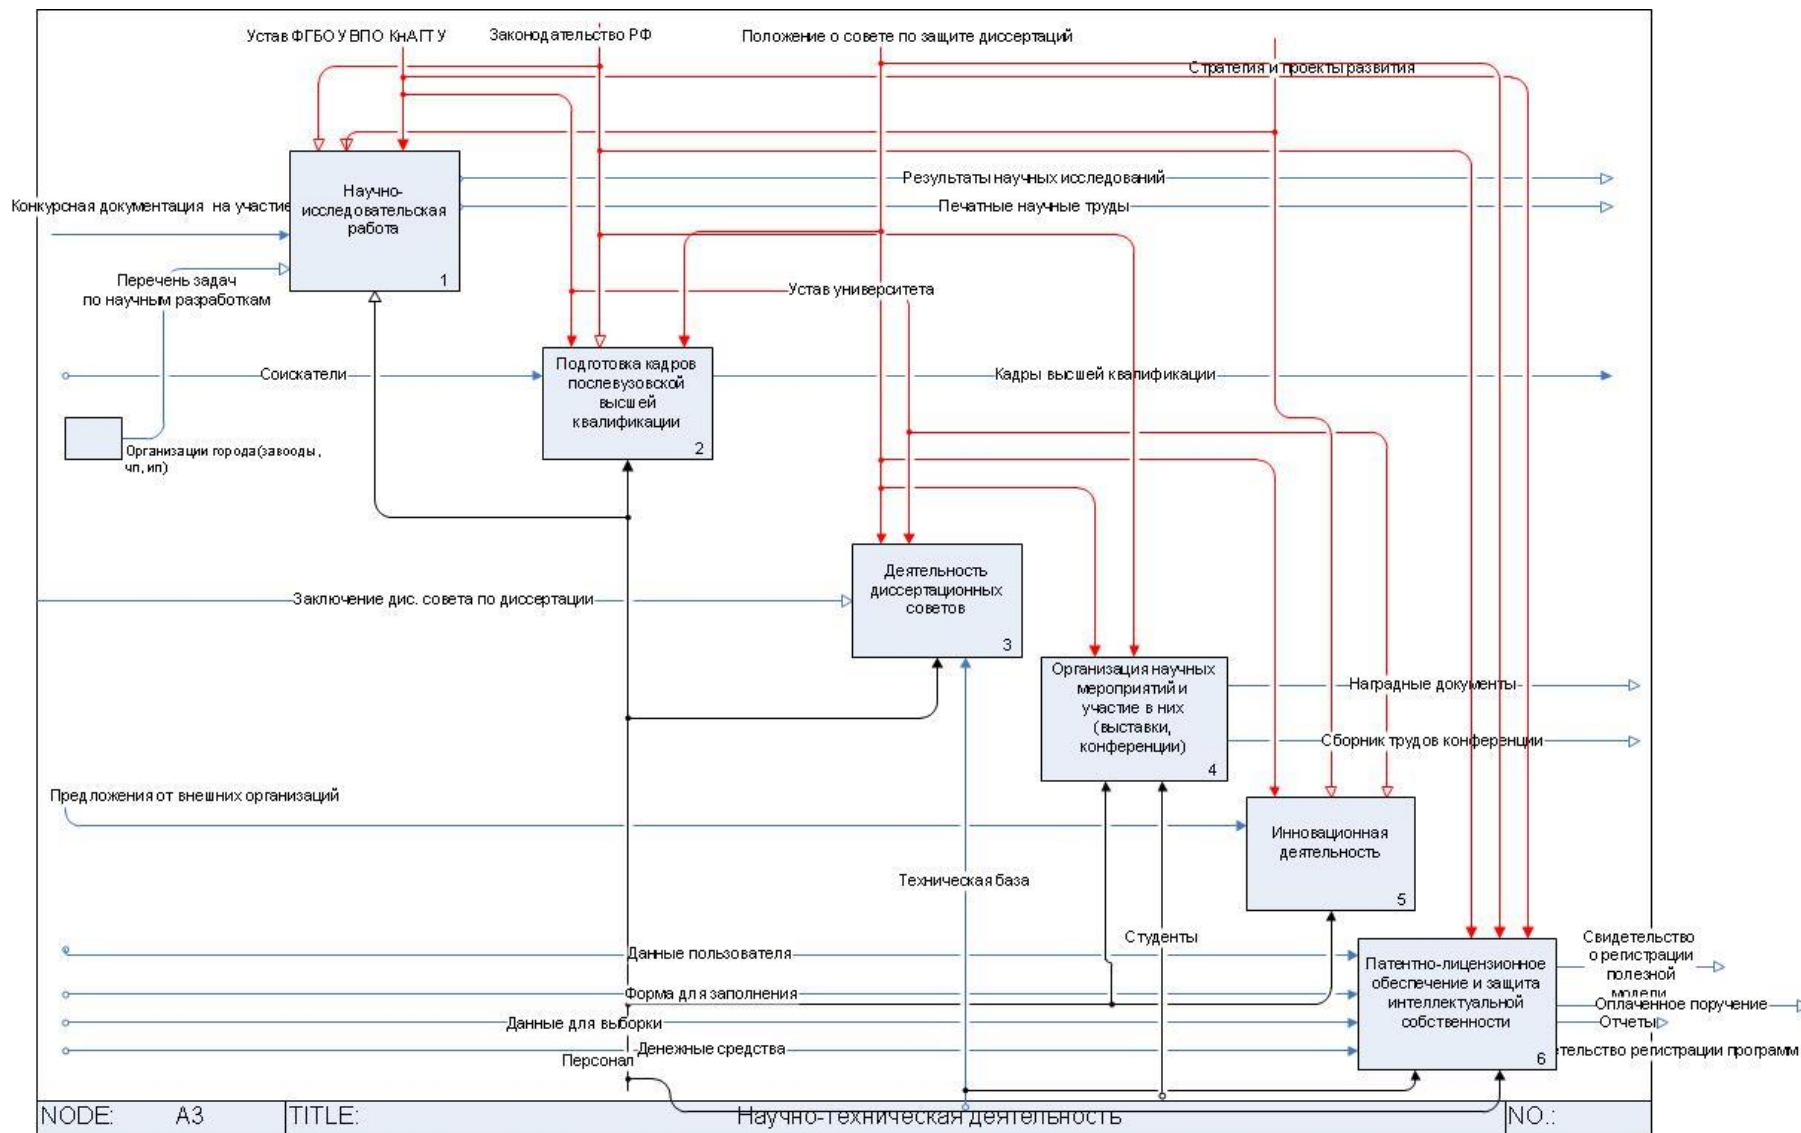 Устав ФГБОУ ВПО КнАГТУ
Законодательство РФ
Положение о совете по защите диссертаций
Стратегия и проекты развития
Научно-
исследовательская
работа
1
Результаты научных исследований
Печатные научные труды
Конкурсная документация на участие
Перечень задач
по научным разработкам
Устав университета
Соискатели
Подготовка кадров
послевузовской
высшей
квалификации
2
Кадры высшей квалификации
Организации города(завооды,
чп, ип)
Заключение дис. совета по диссертации
Деятельность
диссертационных
советов
3
Организация научных
мероприятий и
участие в них
(выставки,
конференции)
4
Наградные документы
Сборник трудов конференции
Предложения от внешних организаций
Инновационная
деятельность
5
Техническая база
Студенты
Данные пользователя
Форма для заполнения
Данные для выборки
Денежные средства
Персонал
Патентно-лицензионное
обеспечение и защита
интеллектуальной
собственности
6
Свидетельство
о регистрации
полезной
модели
Оплаченное поручение
Отчеты
тельство регистрации программ
NODE: A3
TITLE: Научно-техническая деятельность
NO.: